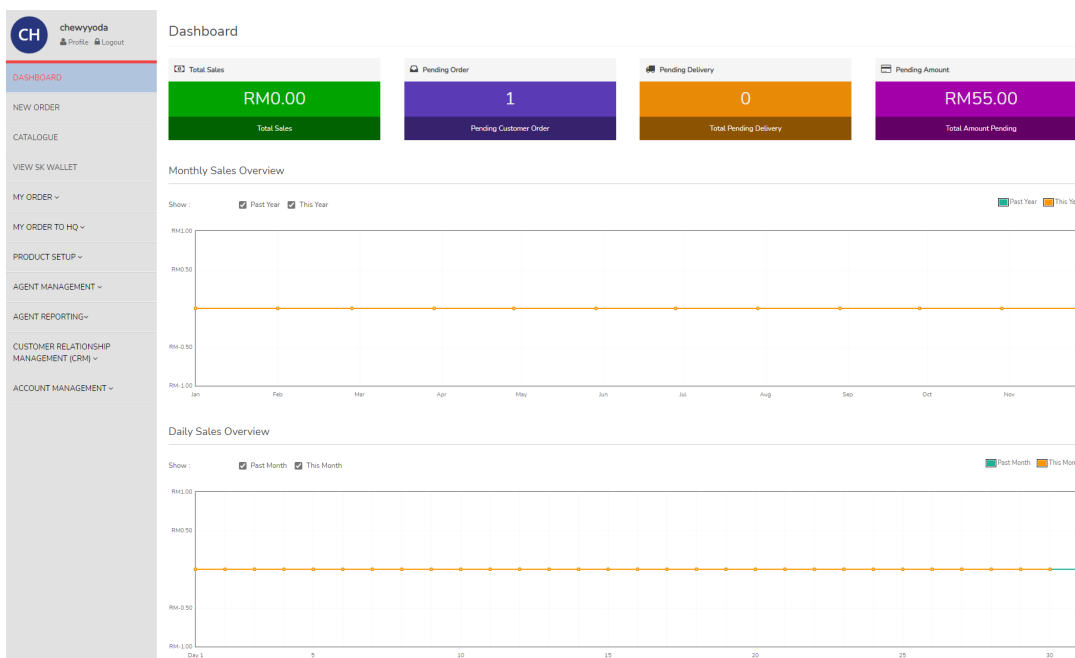 CH
chewyyoda
Profile Logout
DASHBOARD
NEW ORDER
CATALOGUE
VIEW SK WALLET
MY ORDER
MY ORDER TO HQ
PRODUCT SETUP
AGENT MANAGEMENT
AGENT REPORTING
CUSTOMER RELATIONSHIP
MANAGEMENT (CRM)
ACCOUNT MANAGEMENT
Dashboard
Total Sales
RM0.00
Total Sales
Pending Order
1
Pending Customer Order
Pending Delivery
0
Total Pending Delivery
Pending Amount
RM55.00
Total Amount Pending
Monthly Sales Overview
Show : Past Year This Year
Past Year This Ye
RM1.00
RM0.50
RM-0.50
RM-1.00
Jan Feb Mar Apr May Jun Jul Aug Sep Oct Nov
Daily Sales Overview
Show : Past Month This Month
Past Month This Mon
RM1.00
RM0.50
RM-0.50
RM-1.00
Day 1 5 10 15 20 25 30